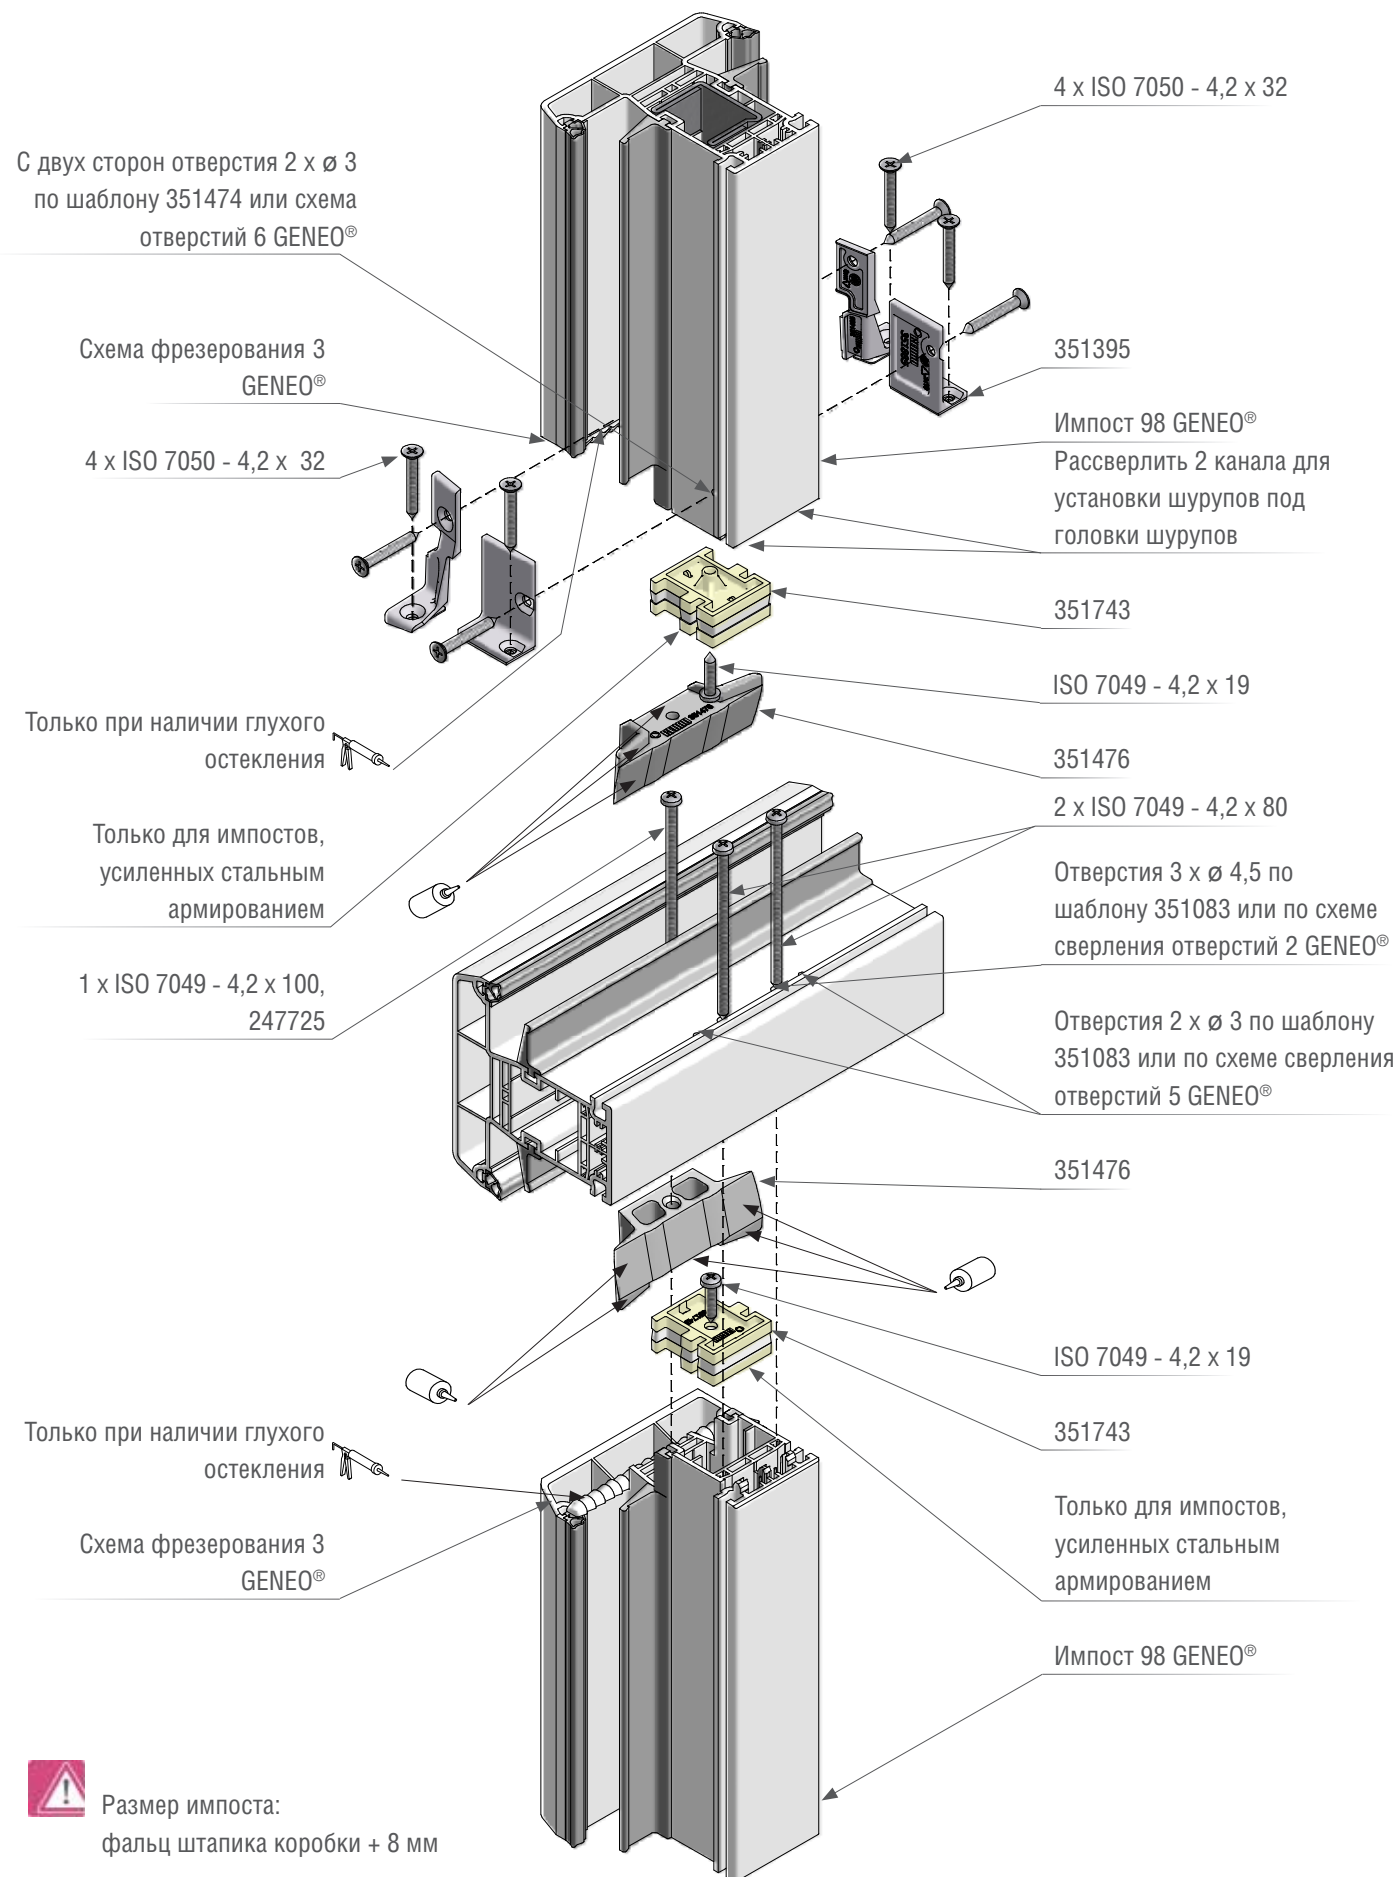 4 x ISO 7050 - 4,2 x 32
С двух сторон отверстия 2 x ø 3
по шаблону 351474 или схема
отверстий 6 GENEO®
Схема фрезерования 3
GENEO®
351395
Импост 98 GENEO®
Рассверлить 2 канала для
установки шурупов под
головки шурупов
4 x ISO 7050 - 4,2 x 32
351743
ISO 7049 - 4,2 x 19
Только при наличии глухого
остекления
351476
2 x ISO 7049 - 4,2 x 80
Только для импостов,
усиленных стальным
армированием
Отверстия 3 x ø 4,5 по
шаблону 351083 или по схеме
сверления отверстий 2 GENEO®
1 x ISO 7049 - 4,2 x 100,
247725
Отверстия 2 x ø 3 по шаблону
351083 или по схеме сверления
отверстий 5 GENEO®
351476
ISO 7049 - 4,2 x 19
Только при наличии глухого
остекления
351743
Схема фрезерования 3
GENEO®
Только для импостов,
усиленных стальным
армированием
Импост 98 GENEO®
Размер импоста:
фальц штапика коробки + 8 мм